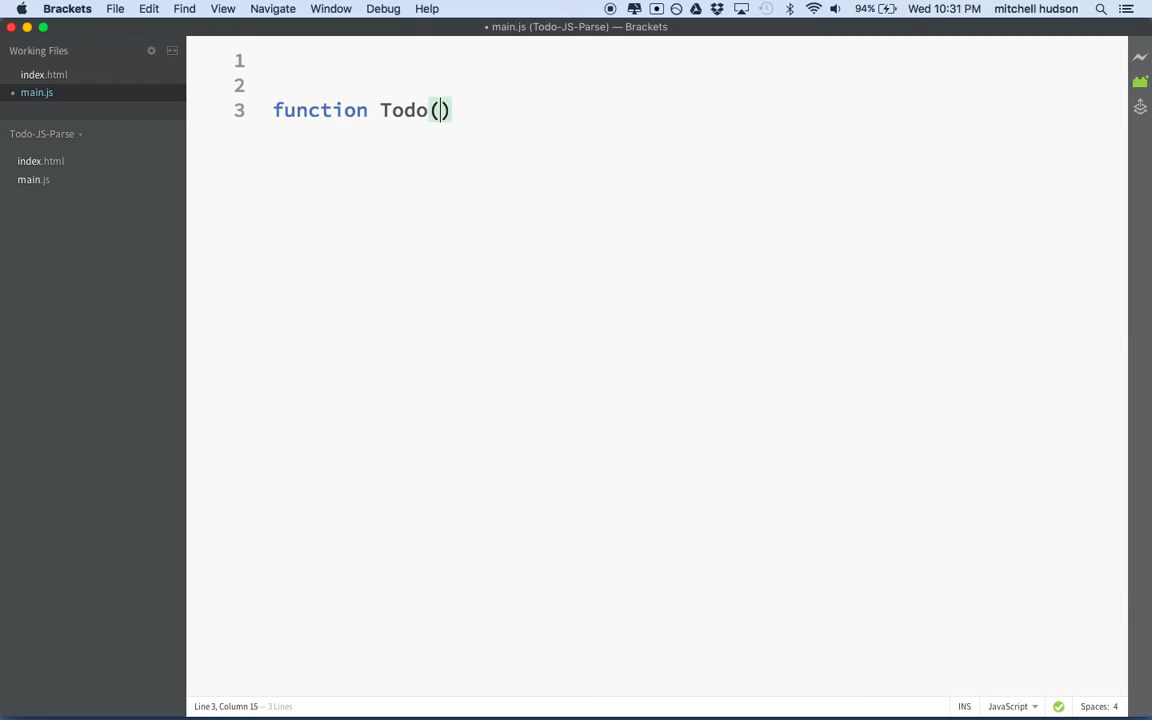 Brackets File Edit Find View Navigate Window Debug Help 94% Wed 10:31 PM mitchell hudson
• main.js (Todo-JS-Parse) — Brackets
Working Files
index.html
• main.js
Todo-JS-Parse
index.html
main.js
1
2
3 function Todo()
Line 3, Column 15 — 3 Lines INS JavaScript Spaces: 4